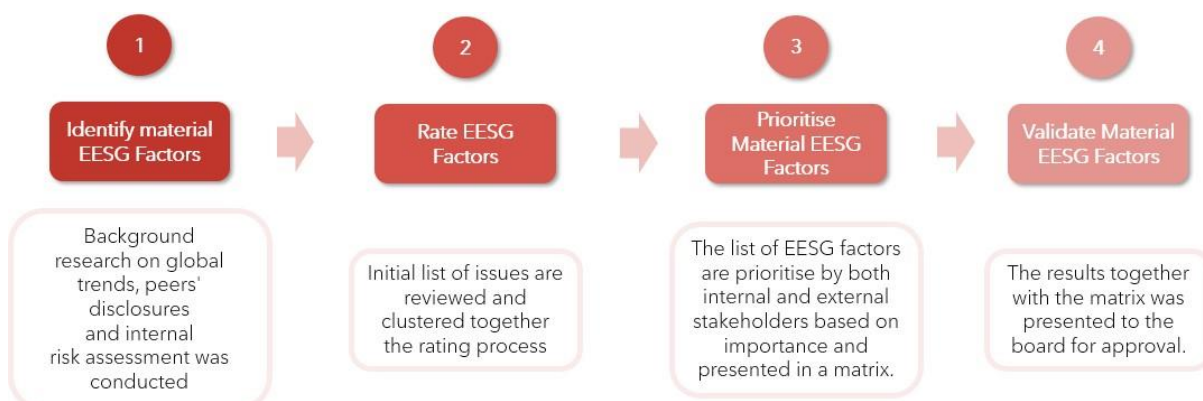 1
Identify material
EESG Factors
Background
research on global
trends, peers'
disclosures
and internal
risk assessment was
conducted
2
Rate EESG
Factors
Initial list of issues are
reviewed and
clustered together
the rating process
3
Prioritise
Material EESG
Factors
The list of EESG factors
are prioritise by both
internal and external
stakeholders based on
importance and
presented in a matrix.
4
Validate Material
EESG Factors
The results together
with the matrix was
presented to the
board for approval.